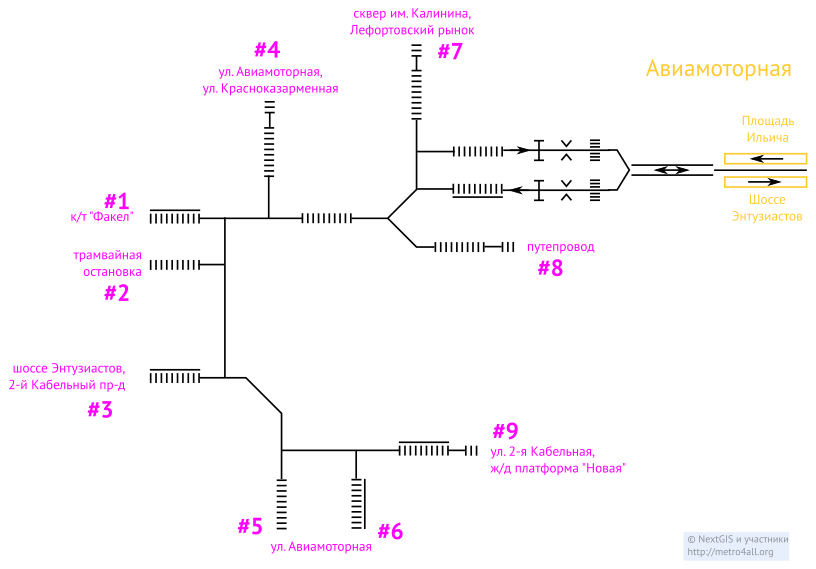 сквер им. Калинина,
Лефортовский рынок
#7
#4
ул. Авиамоторная,
ул. Красноказарменная
Авиамоторная
Площадь
Ильича
Шоссе
Энтузиастов
#1
к/т "Факел"
трамвайная
остановка
#2
путепровод
#8
шоссе Энтузиастов,
2-й Кабельный пр-д
#3
#9
ул. 2-я Кабельная,
ж/д платформа "Новая"
#5
#6
ул. Авиамоторная
© NextGIS и участники
http://metro4all.org